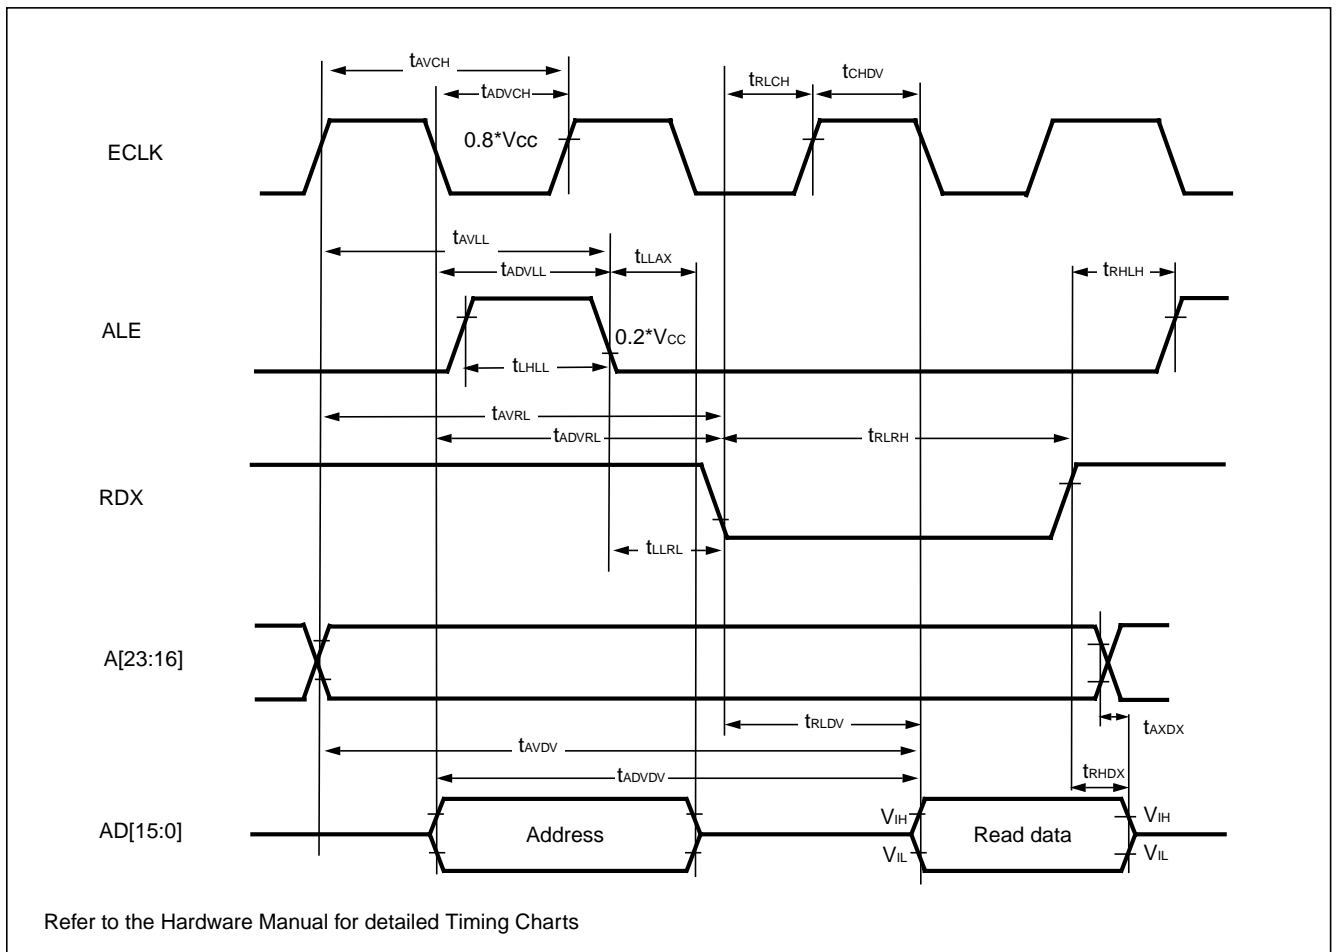 tAVCH
tADVCH
tRLCH
tCHDV
ECLK
0.8*Vcc
tAVLL
tADVLL
tLLAX
tRHLH
ALE
0.2*VCC
tLHLL
tAVRL
tADVRL
tRLRH
RDX
tLLRL
A[23:16]
tRLDV
tAXDX
tAVDV
tADVDV
tRHDX
AD[15:0]
Address
VIH
VIL
Read data
VIH
VIL
Refer to the Hardware Manual for detailed Timing Charts